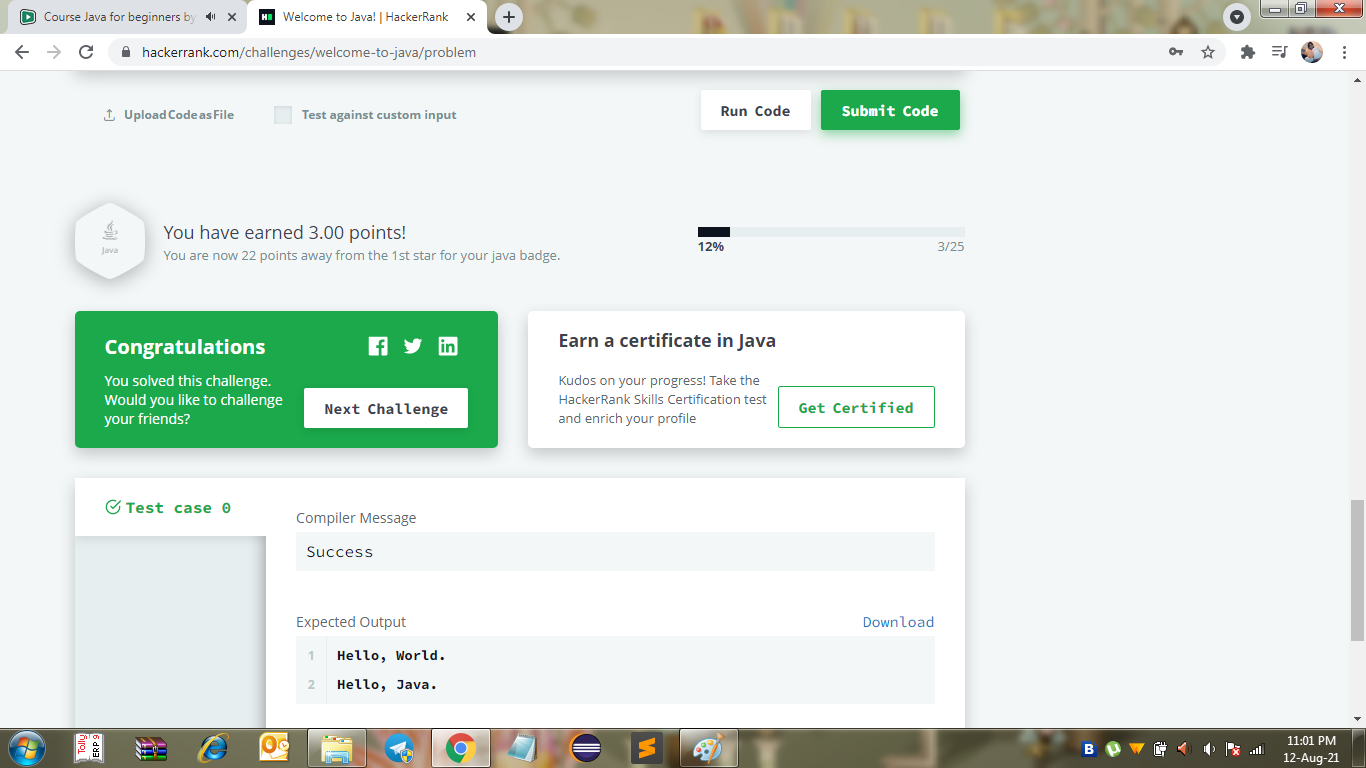 Course Java for beginners by
Welcome to Java! | HackerRank
hackerrank.com/challenges/welcome-to-java/problem
Upload Code as File
Test against custom input
Run Code
Submit Code
Java
You have earned 3.00 points!
You are now 22 points away from the 1st star for your java badge.
12%
3/25
Congratulations
You solved this challenge.
Would you like to challenge
your friends?
Next Challenge
Earn a certificate in Java
Kudos on your progress! Take the
HackerRank Skills Certification test
and enrich your profile
Get Certified
Test case 0
Compiler Message
Success
Expected Output
Download
1 Hello, World.
2 Hello, Java.
Tally
ERP 9
11:01 PM
12-Aug-21